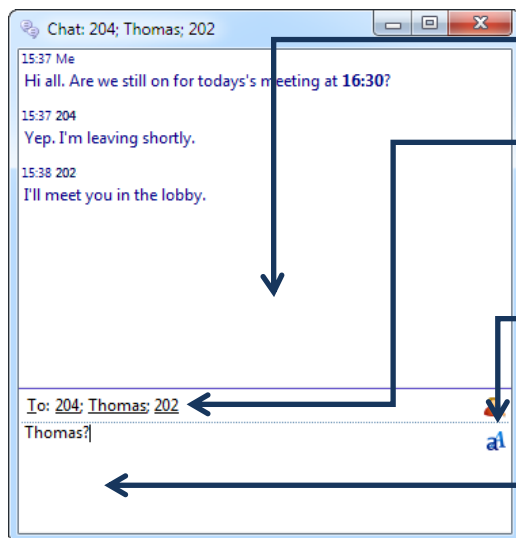 Chat: 204; Thomas; 202
15:37 Me
Hi all. Are we still on for todays's meeting at 16:30?
15:37 204
Yep. I'm leaving shortly.
15:38 202
I'll meet you in the lobby.
To: 204; Thomas; 202
Thomas?